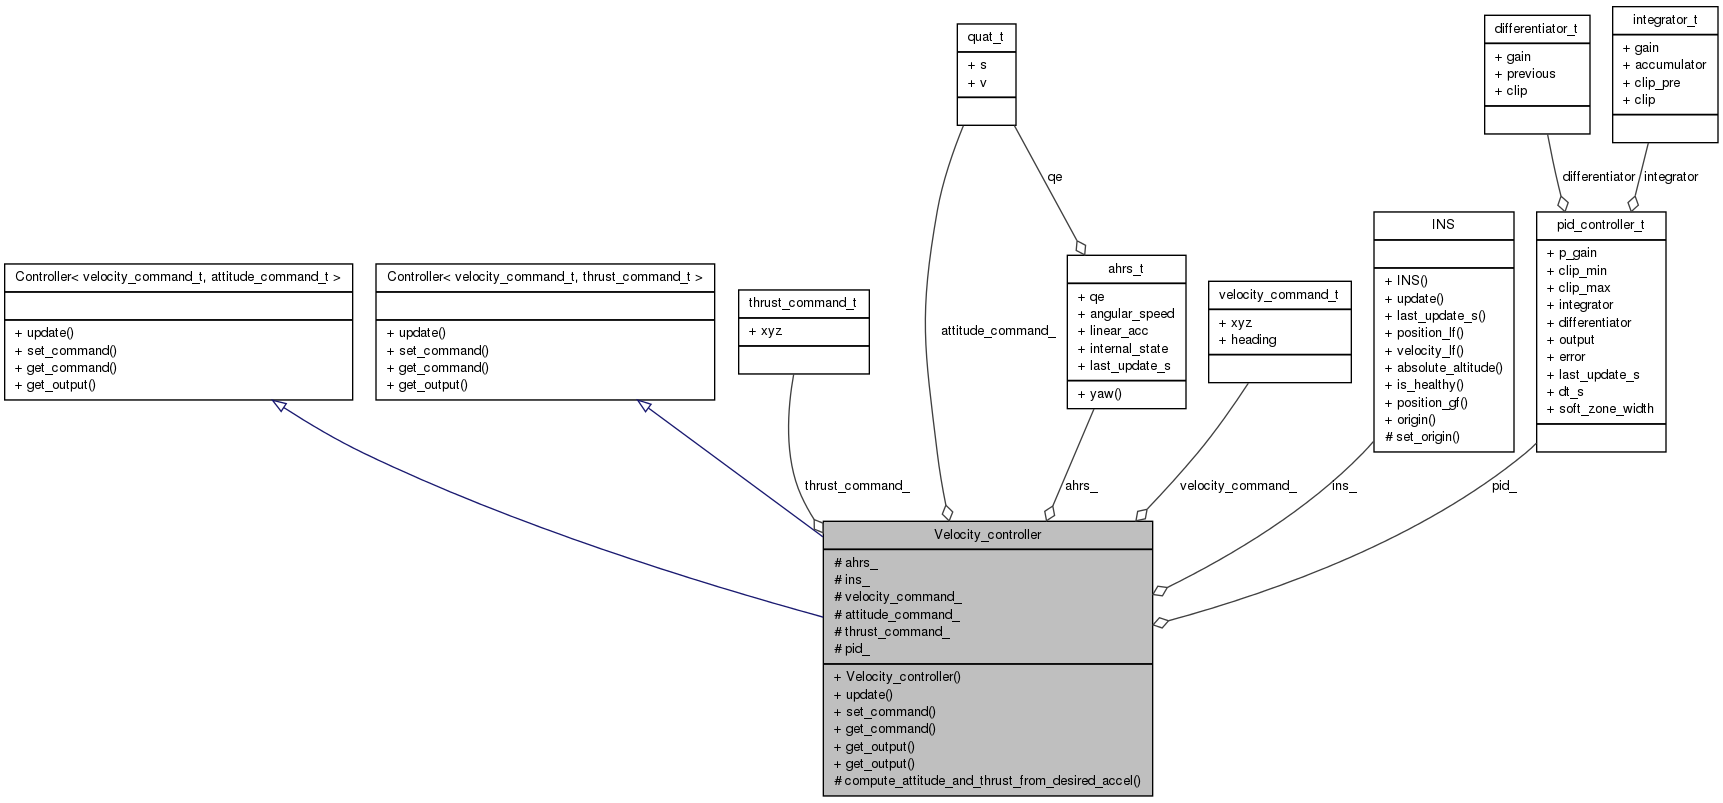 quat_t
+ s
+ v
differentiator_t
+ gain
+ previous
+ clip
integrator_t
+ gain
+ accumulator
+ clip_pre
+ clip
qe
differentiator
integrator
Controller< velocity_command_t, attitude_command_t >
+ update()
+ set_command()
+ get_command()
+ get_output()
Controller< velocity_command_t, thrust_command_t >
+ update()
+ set_command()
+ get_command()
+ get_output()
thrust_command_t
+ xyz
attitude_command_
ahrs_t
+ qe
+ angular_speed
+ linear_acc
+ internal_state
+ last_update_s
+ yaw()
velocity_command_t
+ xyz
+ heading
INS
+ INS()
+ update()
+ last_update_s()
+ position_lf()
+ velocity_lf()
+ absolute_altitude()
+ is_healthy()
+ position_gf()
+ origin()
# set_origin()
pid_controller_t
+ p_gain
+ clip_min
+ clip_max
+ integrator
+ differentiator
+ output
+ error
+ last_update_s
+ dt_s
+ soft_zone_width
thrust_command_
ahrs_
velocity_command_
ins_
pid_
Velocity_controller
# ahrs_
# ins_
# velocity_command_
# attitude_command_
# thrust_command_
# pid_
+ Velocity_controller()
+ update()
+ set_command()
+ get_command()
+ get_output()
+ get_output()
# compute_attitude_and_thrust_from_desired_accel()